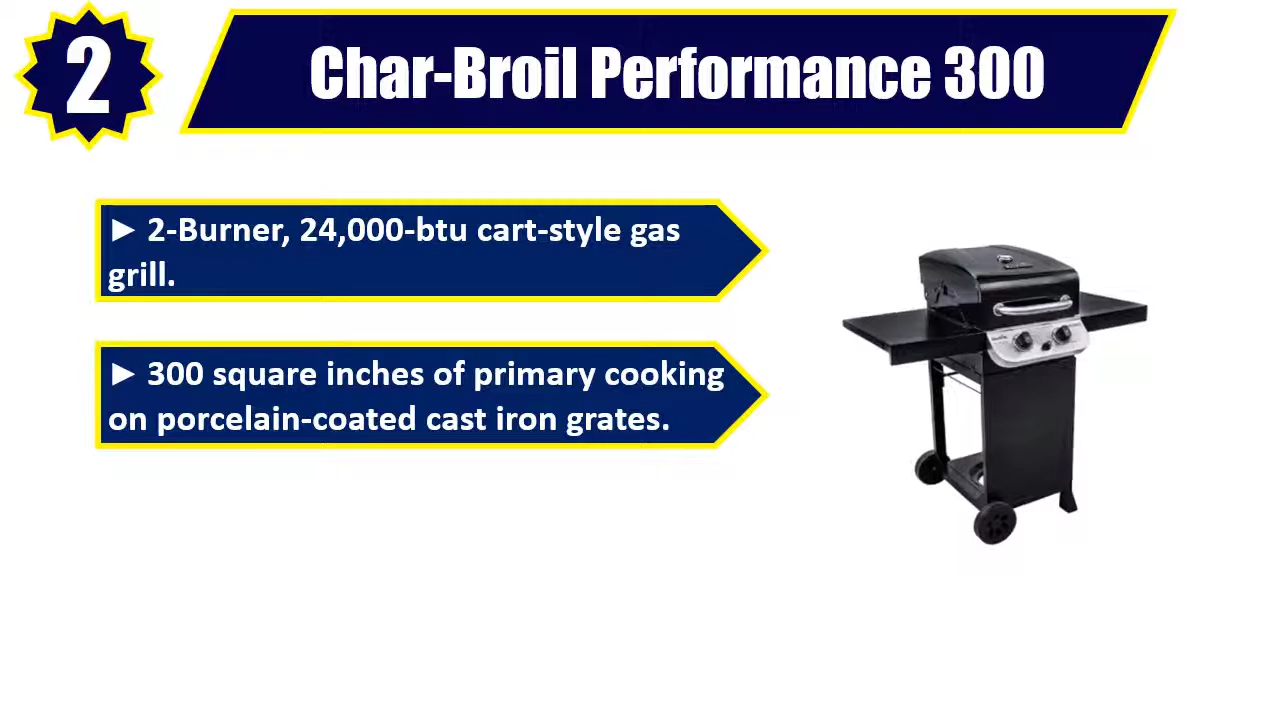 2
Char-Broil Performance 300
► 2-Burner, 24,000-btu cart-style gas
grill.
► 300 square inches of primary cooking
on porcelain-coated cast iron grates.